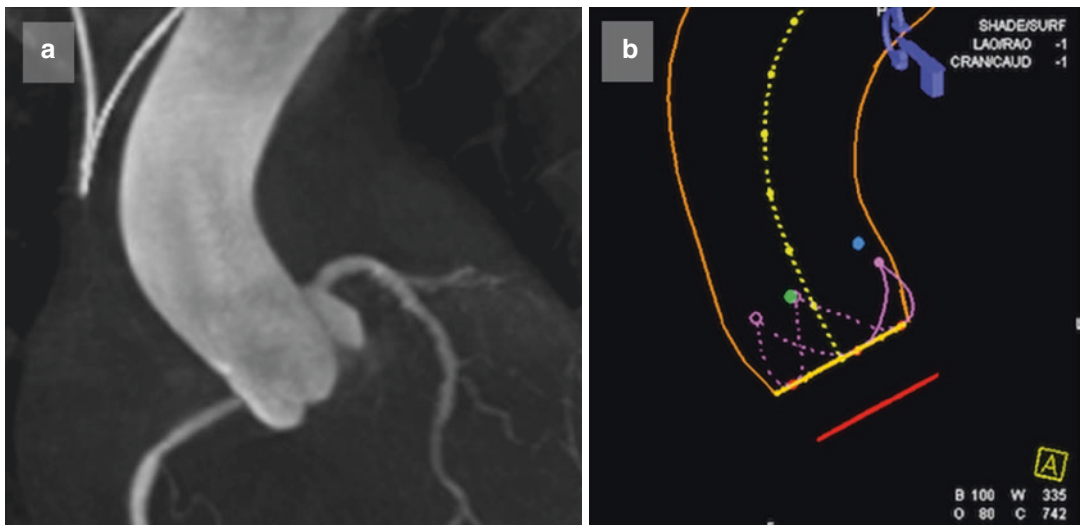 a
b
P
SHADE/SURF
LAO/RAO -1
CRAN/CAUD -1
A
B 100 W 335
O 80 C 742